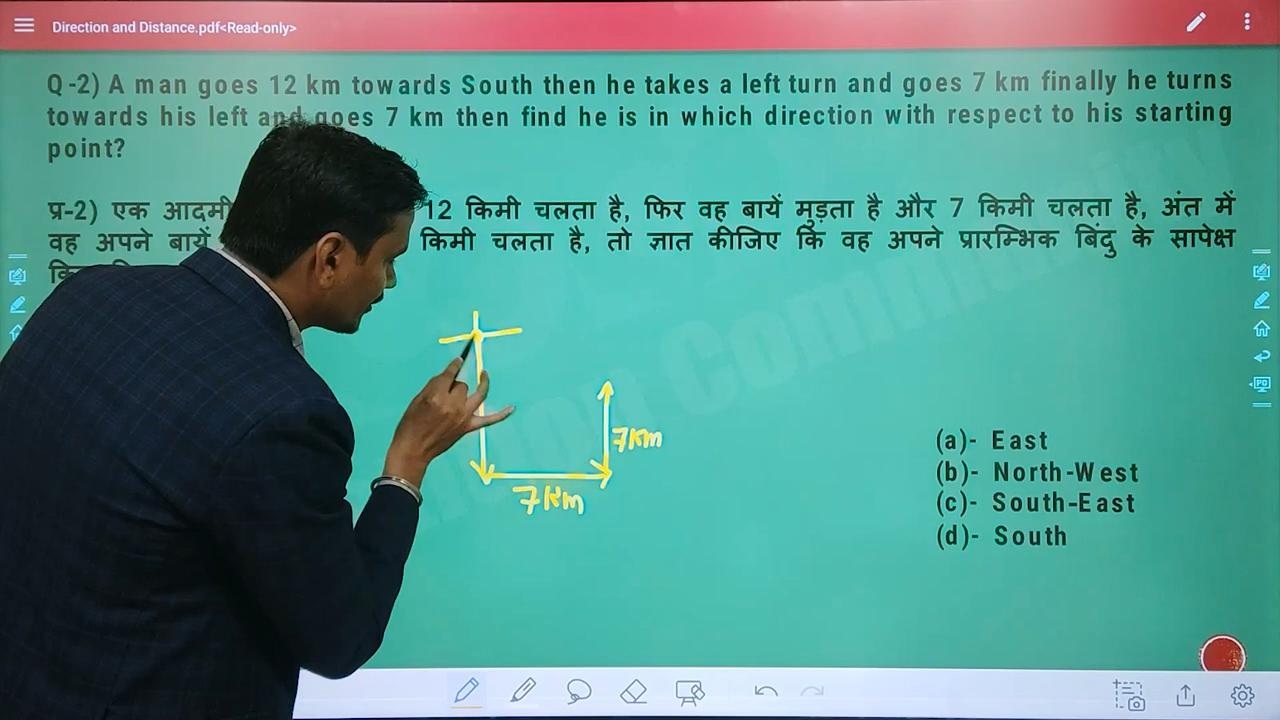 Direction and Distance.pdf<Read-only>
Q-2) A man goes 12 km towards South then he takes a left turn and goes 7 km finally he turns
towards his left and goes 7 km then find he is in which direction with respect to his starting
point?
प्र-2) एक आदमी 12 किमी चलता है, फिर वह बायें मुड़ता है और 7 किमी चलता है, अंत में
वह अपने बायें किमी चलता है, तो ज्ञात कीजिए कि वह अपने प्रारम्भिक बिंदु के सापेक्ष
7km
7km
(a)- East
(b)- North-West
(c)- South-East
(d)- South